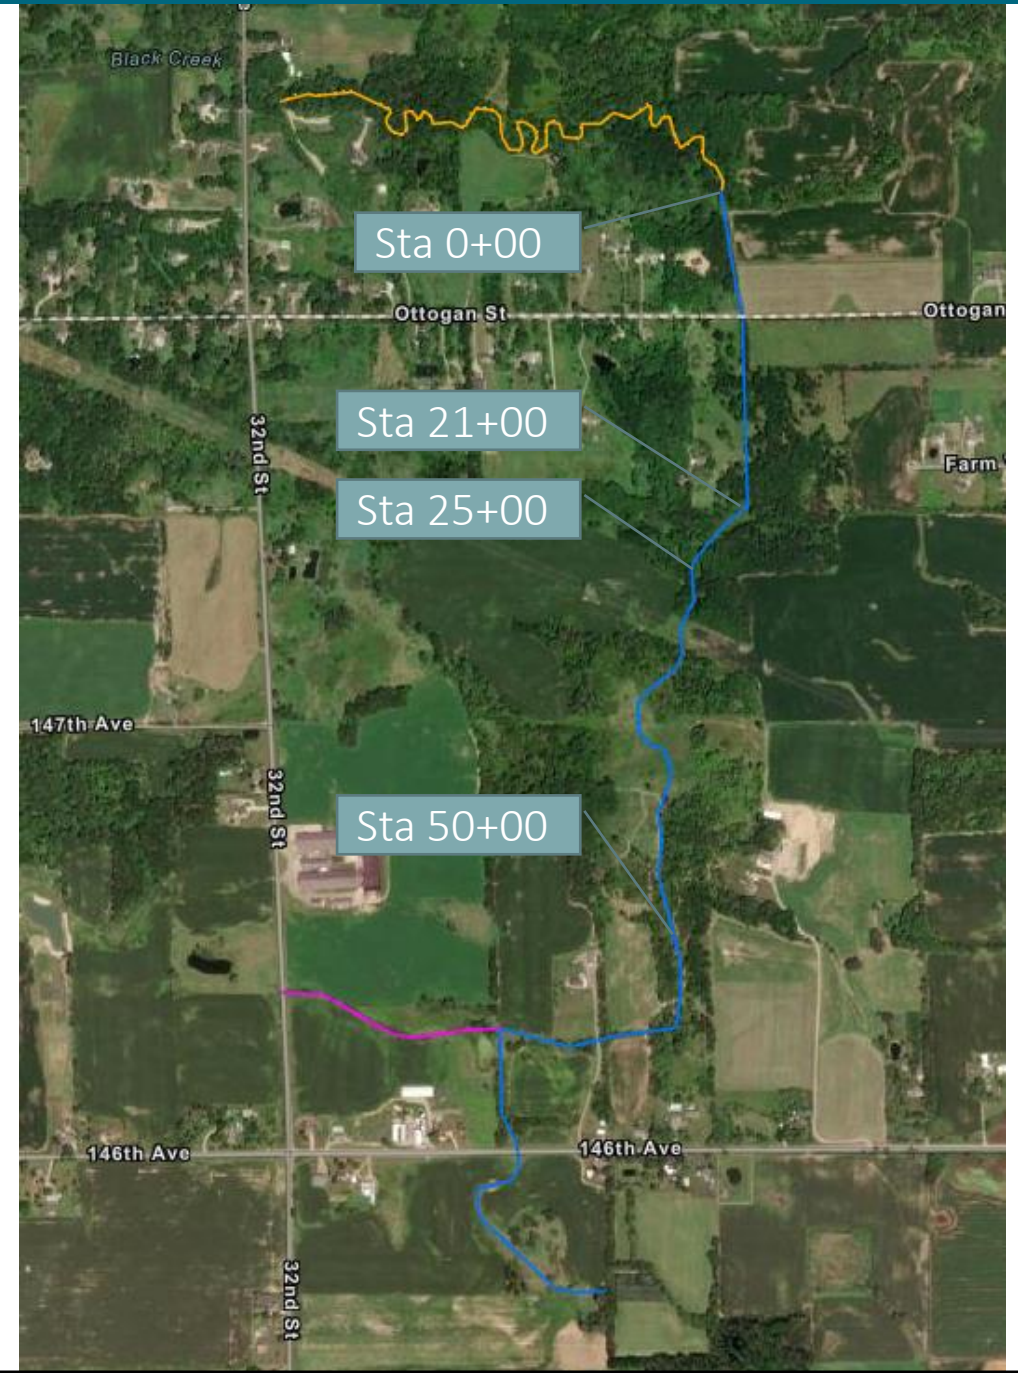 Black Creek
Sta 0+00
Ottogan St
Ottogan
Sta 21+00
32nd St
Farm
Sta 25+00
147th Ave
32nd St
Sta 50+00
146th Ave
146th Ave
32nd St